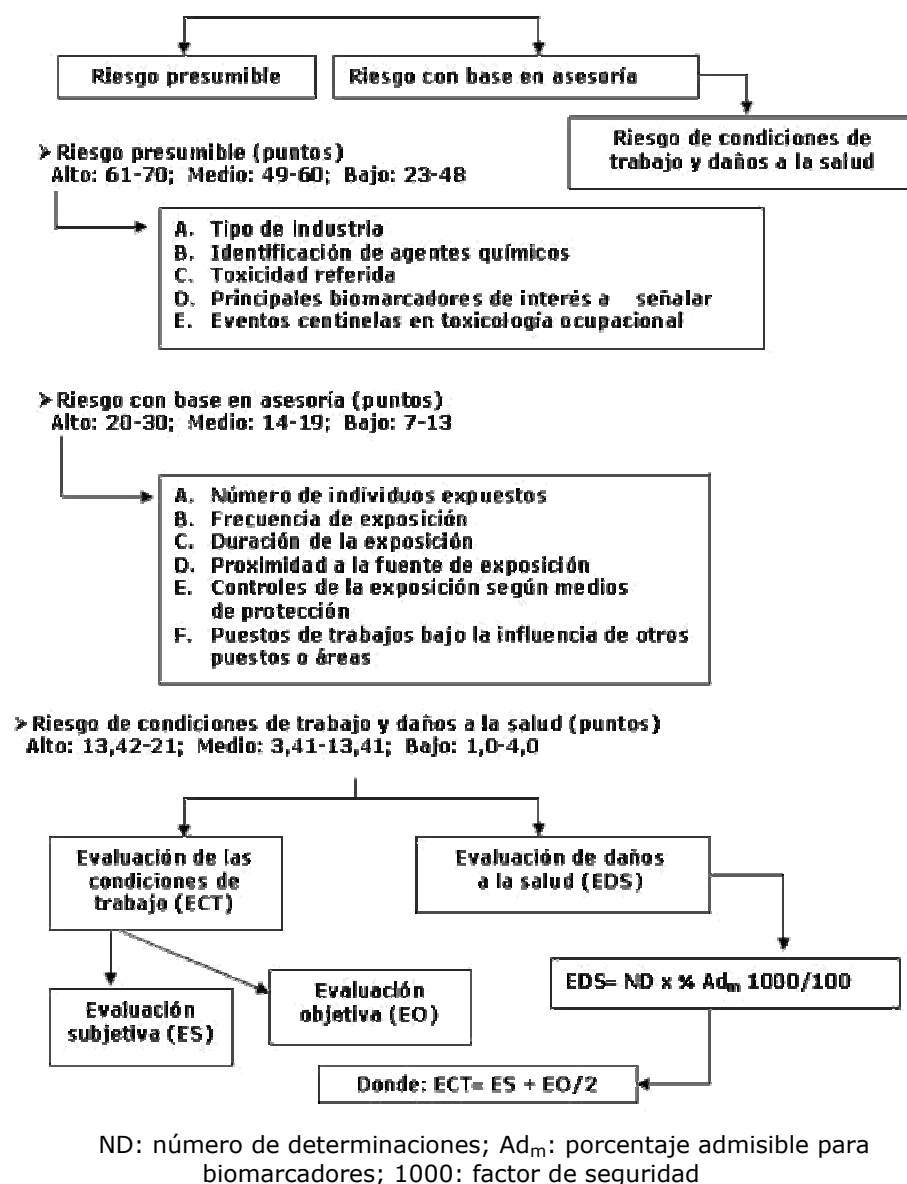 Riesgo presumible
Riesgo con base en asesoría
Riesgo de condiciones de
trabajo y daños a la salud
➢ Riesgo presumible (puntos)
Alto: 61-70; Medio: 49-60; Bajo: 23-48
A. Tipo de industria
B. Identificación de agentes químicos
C. Toxicidad referida
D. Principales biomarcadores de interés a señalar
E. Eventos centinelas en toxicología ocupacional
➢ Riesgo con base en asesoría (puntos)
Alto: 20-30; Medio: 14-19; Bajo: 7-13
A. Número de individuos expuestos
B. Frecuencia de exposición
C. Duración de la exposición
D. Proximidad a la fuente de exposición
E. Controles de la exposición según medios
de protección
F. Puestos de trabajos bajo la influencia de otros
puestos o áreas
➢ Riesgo de condiciones de trabajo y daños a la salud (puntos)
Alto: 13,42-21; Medio: 3,41-13,41; Bajo: 1,0-4,0
Evaluación de las
condiciones de
trabajo (ECT)
Evaluación de daños
a la salud (EDS)
Evaluación
subjetiva (ES)
Evaluación
objetiva (EO)
EDS= ND x % Adm 1000/100
Donde: ECT= ES + EO/2
ND: número de determinaciones; Adm: porcentaje admisible para
biomarcadores; 1000: factor de seguridad